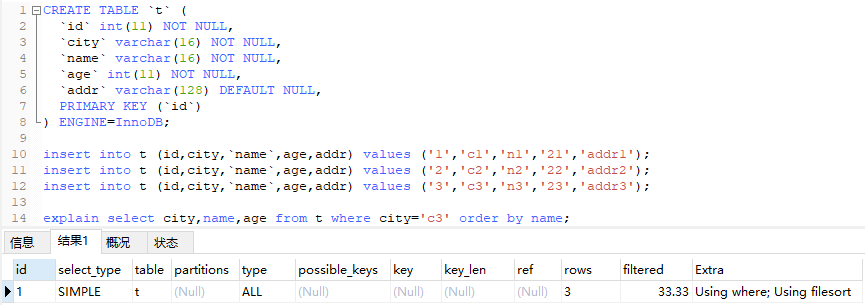 1 CREATE TABLE `t` (
2 `id` int(11) NOT NULL,
3 `city` varchar(16) NOT NULL,
4 `name` varchar(16) NOT NULL,
5 `age` int(11) NOT NULL,
6 `addr` varchar(128) DEFAULT NULL,
7 PRIMARY KEY (`id`)
8 ) ENGINE=InnoDB;
9
10 insert into t (id,city,`name`,age,addr) values ('1','c1','n1','21','addr1');
11 insert into t (id,city,`name`,age,addr) values ('2','c2','n2','22','addr2');
12 insert into t (id,city,`name`,age,addr) values ('3','c3','n3','23','addr3');
13
14 explain select city,name,age from t where city='c3' order by name;
信息 结果1 概况 状态
id select_type table partitions type possible_keys key key_len ref rows filtered Extra
1 SIMPLE t (Null) ALL (Null) (Null) (Null) (Null) 3 33.33 Using where; Using filesort